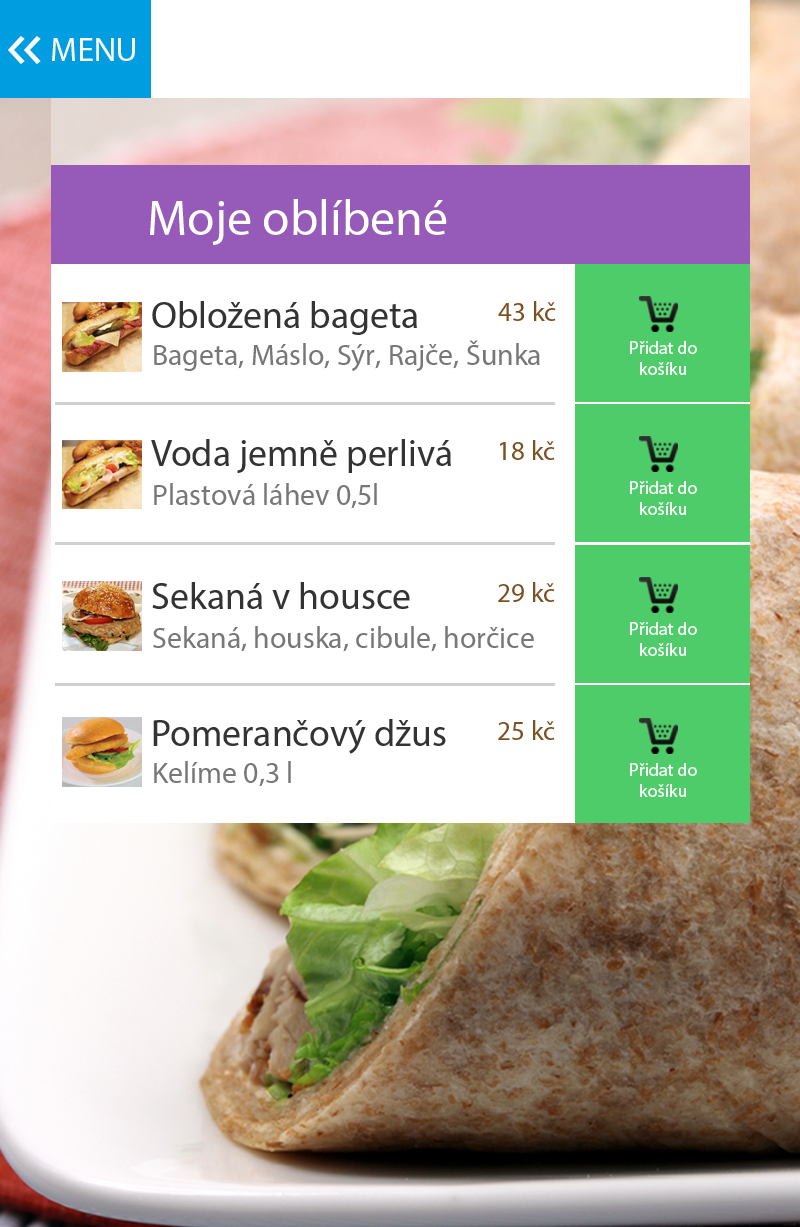 MENU
Moje oblíbené
Obložená bageta 43 kč
Bageta, Máslo, Sýr, Rajče, Šunka
Přidat do
košíku
Voda jemně perlivá 18 kč
Plastová láhev 0,5l
Přidat do
košíku
Sekaná v housce 29 kč
Sekaná, houska, cibule, horčice
Přidat do
košíku
Pomerančový džus 25 kč
Kelíme 0,3 l
Přidat do
košíku